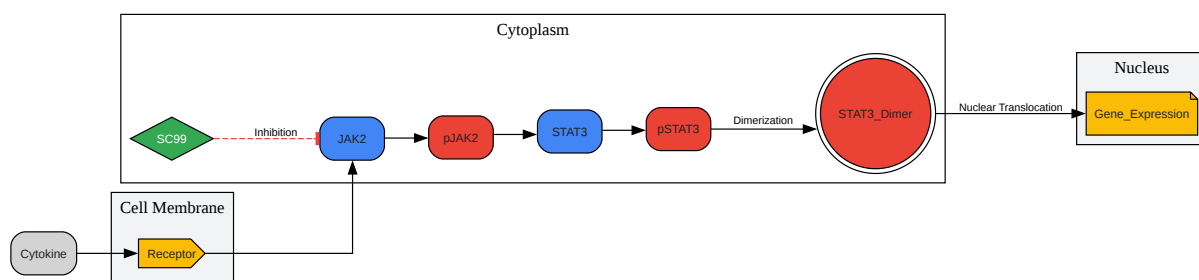 Cytoplasm
Nucleus
SC99
Inhibition
JAK2
pJAK2
STAT3
pSTAT3
Dimerization
STAT3_Dimer
Nuclear Translocation
Gene_Expression
Cell Membrane
Cytokine
Receptor